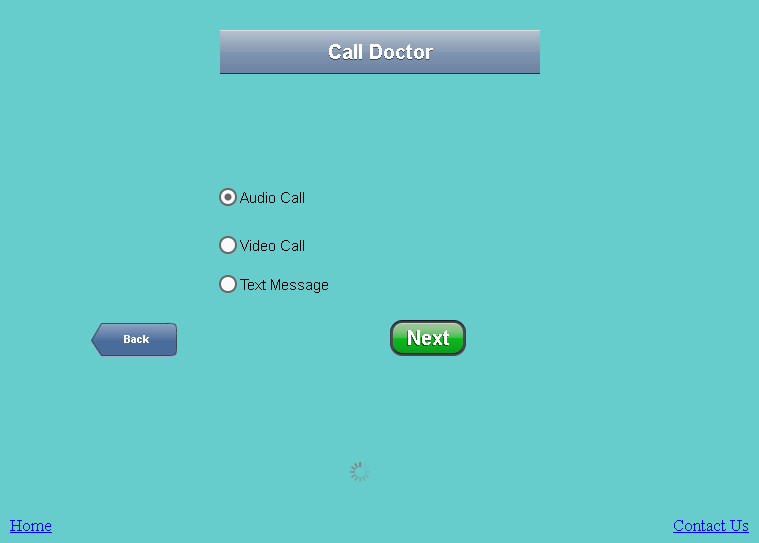 Call Doctor
Audio Call
Video Call
Text Message
Back
Next
Home
Contact Us